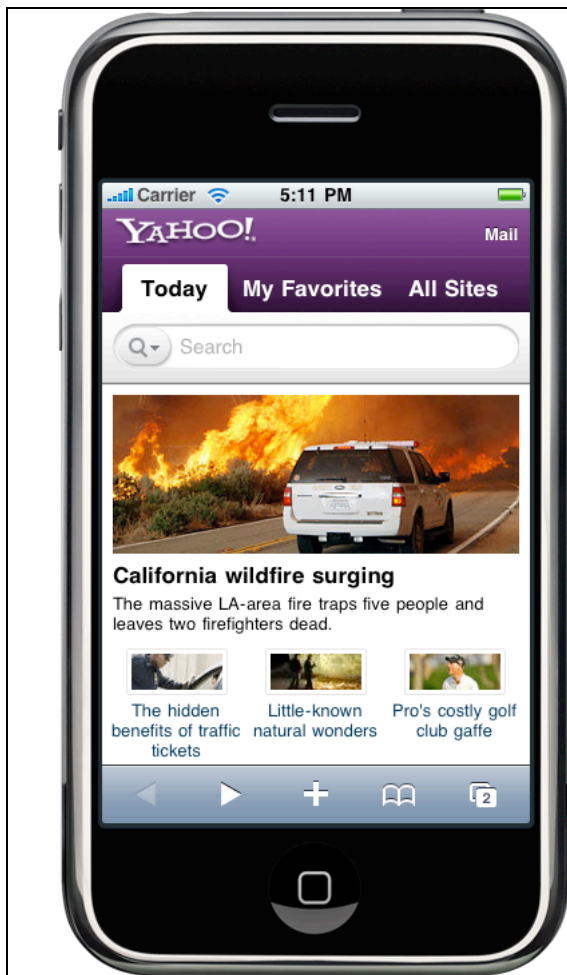 Carrier 5:11 PM
YAHOO!
Mail
Today My Favorites All Sites
Search
California wildfire surging
The massive LA-area fire traps five people and
leaves two firefighters dead.
The hidden
benefits of traffic
tickets
Little-known
natural wonders
Pro's costly golf
club gaffe
2